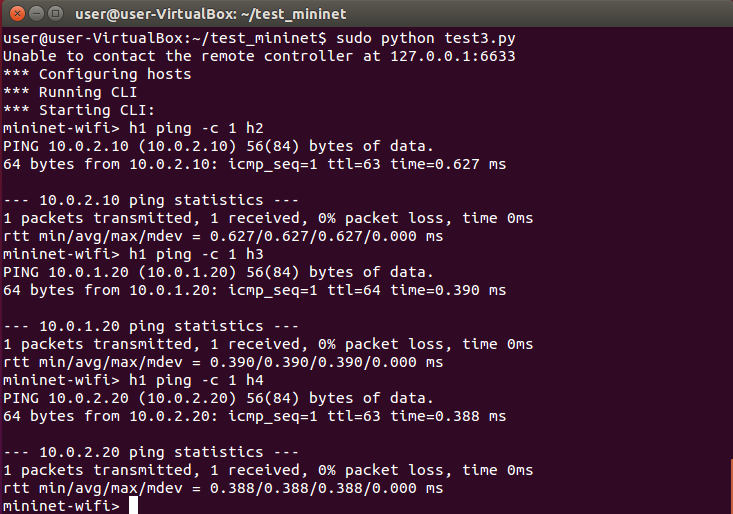 user@user-VirtualBox: ~/test_mininet
user@user-VirtualBox:~/test_mininet$ sudo python test3.py
Unable to contact the remote controller at 127.0.0.1:6633
*** Configuring hosts
*** Running CLI
*** Starting CLI:
mininet-wifi> h1 ping -c 1 h2
PING 10.0.2.10 (10.0.2.10) 56(84) bytes of data.
64 bytes from 10.0.2.10: icmp_seq=1 ttl=63 time=0.627 ms

--- 10.0.2.10 ping statistics ---
1 packets transmitted, 1 received, 0% packet loss, time 0ms
rtt min/avg/max/mdev = 0.627/0.627/0.627/0.000 ms
mininet-wifi> h1 ping -c 1 h3
PING 10.0.1.20 (10.0.1.20) 56(84) bytes of data.
64 bytes from 10.0.1.20: icmp_seq=1 ttl=64 time=0.390 ms

--- 10.0.1.20 ping statistics ---
1 packets transmitted, 1 received, 0% packet loss, time 0ms
rtt min/avg/max/mdev = 0.390/0.390/0.390/0.000 ms
mininet-wifi> h1 ping -c 1 h4
PING 10.0.2.20 (10.0.2.20) 56(84) bytes of data.
64 bytes from 10.0.2.20: icmp_seq=1 ttl=63 time=0.388 ms

--- 10.0.2.20 ping statistics ---
1 packets transmitted, 1 received, 0% packet loss, time 0ms
rtt min/avg/max/mdev = 0.388/0.388/0.388/0.000 ms
mininet-wifi>